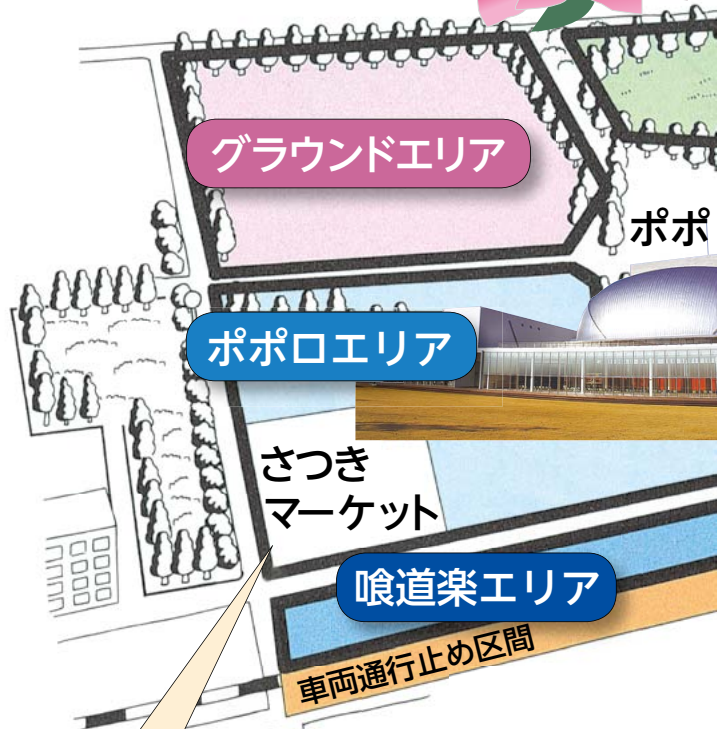 グラウンドエリア
ポポ
ポポロエリア
さつき
マーケット
喰道楽エリア
車両通行止め区間